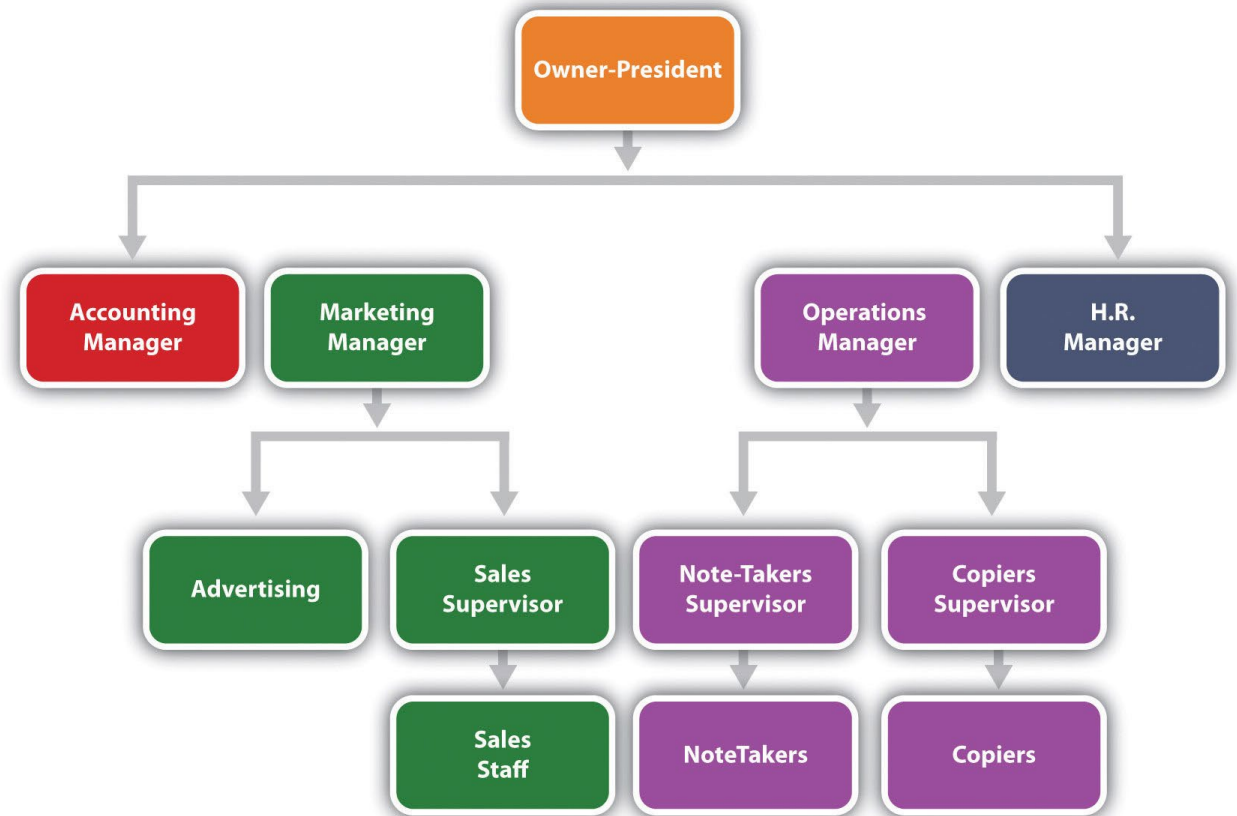 Owner-President
Accounting
Manager
Marketing
Manager
Operations
Manager
H.R.
Manager
Advertising
Sales
Supervisor
Note-Takers
Supervisor
Copiers
Supervisor
Sales
Staff
NoteTakers
Copiers